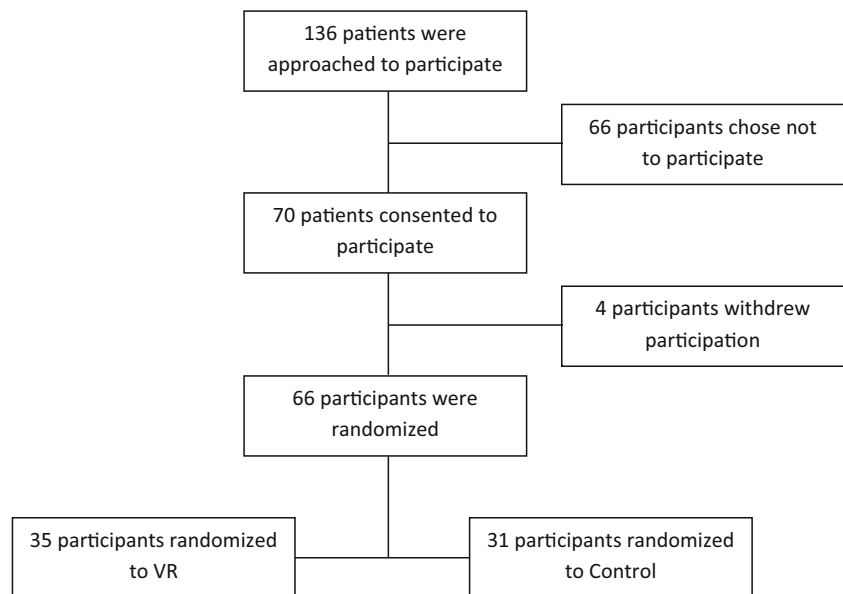 136 patients were
approached to participate
66 participants chose not
to participate
70 patients consented to
participate
4 participants withdrew
participation
66 participants were
randomized
35 participants randomized
to VR
31 participants randomized
to Control